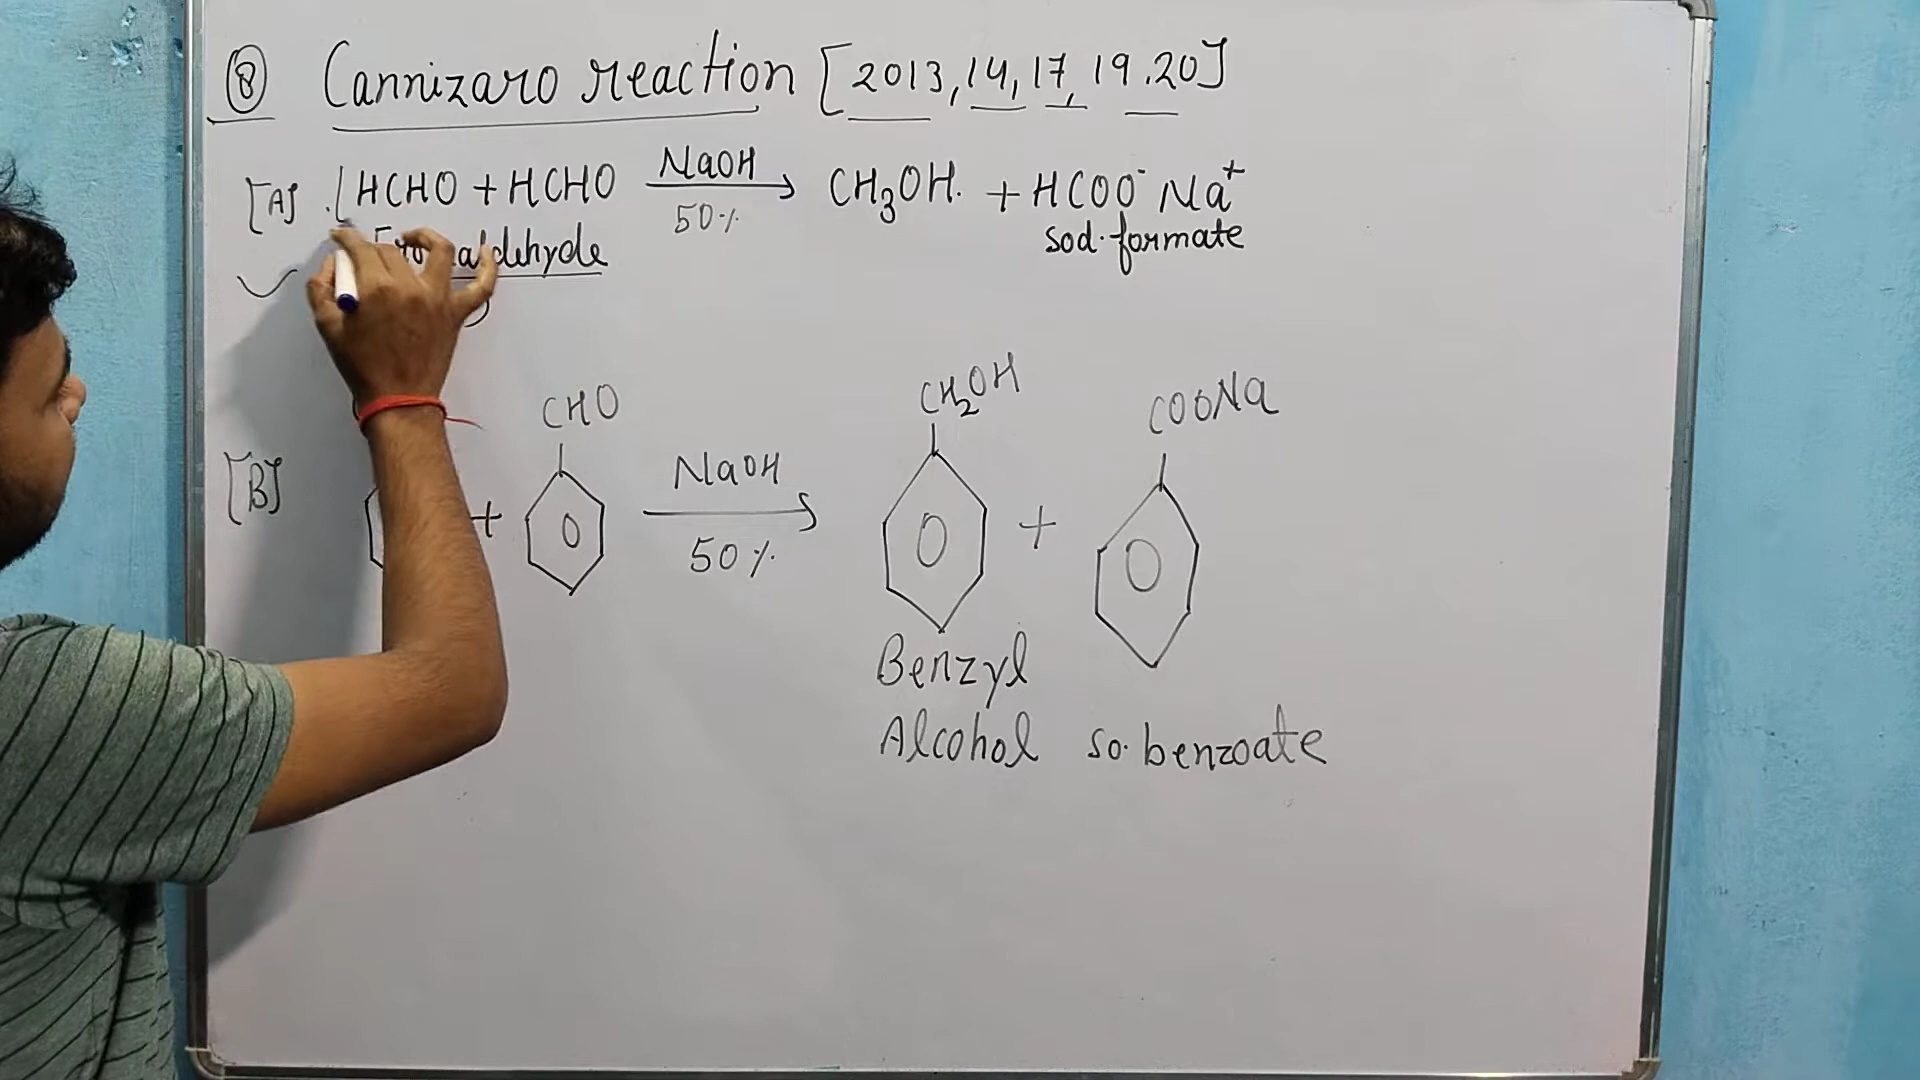 8 Cannizaro reaction [2013, 14, 17, 19.20]
[A] HCHO + HCHO NaOH 50% CH3OH. + HCOO- Na+
sod. formate
CHO CH2OH COONa
[B] + NaOH 50% +
Benzyl
Alcohol so. benzoate